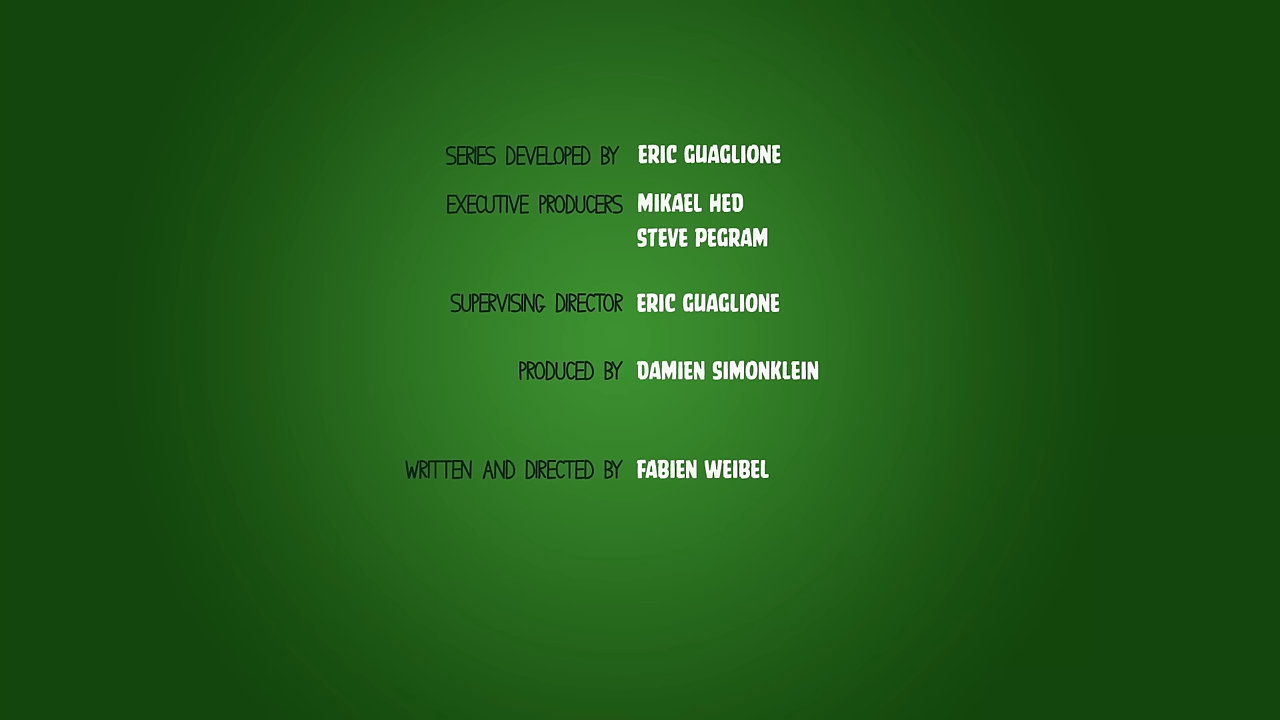 SERIES DEVELOPED BY ERIC GUAGLIONE
EXECUTIVE PRODUCERS MIKAEL HED
STEVE PEGRAM
SUPERVISING DIRECTOR ERIC GUAGLIONE
PRODUCED BY DAMIEN SIMONKLEIN
WRITTEN AND DIRECTED BY FABIEN WEIBEL